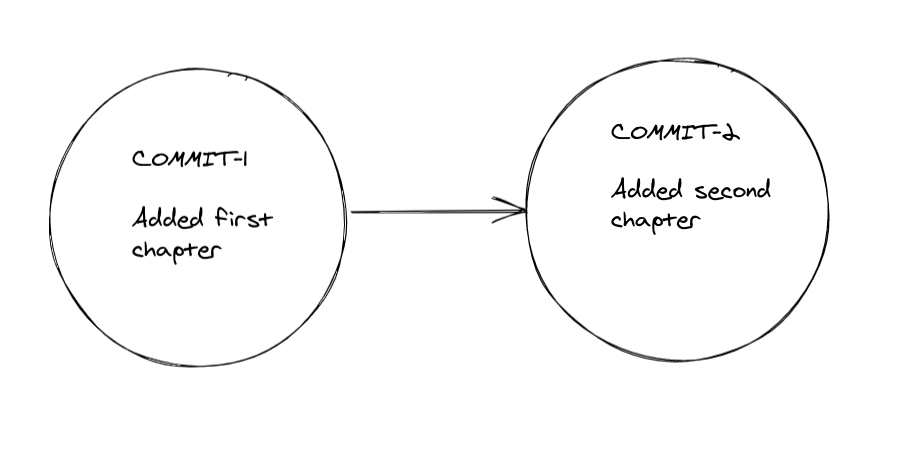 COMMIT-1
Added first
chapter
COMMIT-2
Added second
chapter